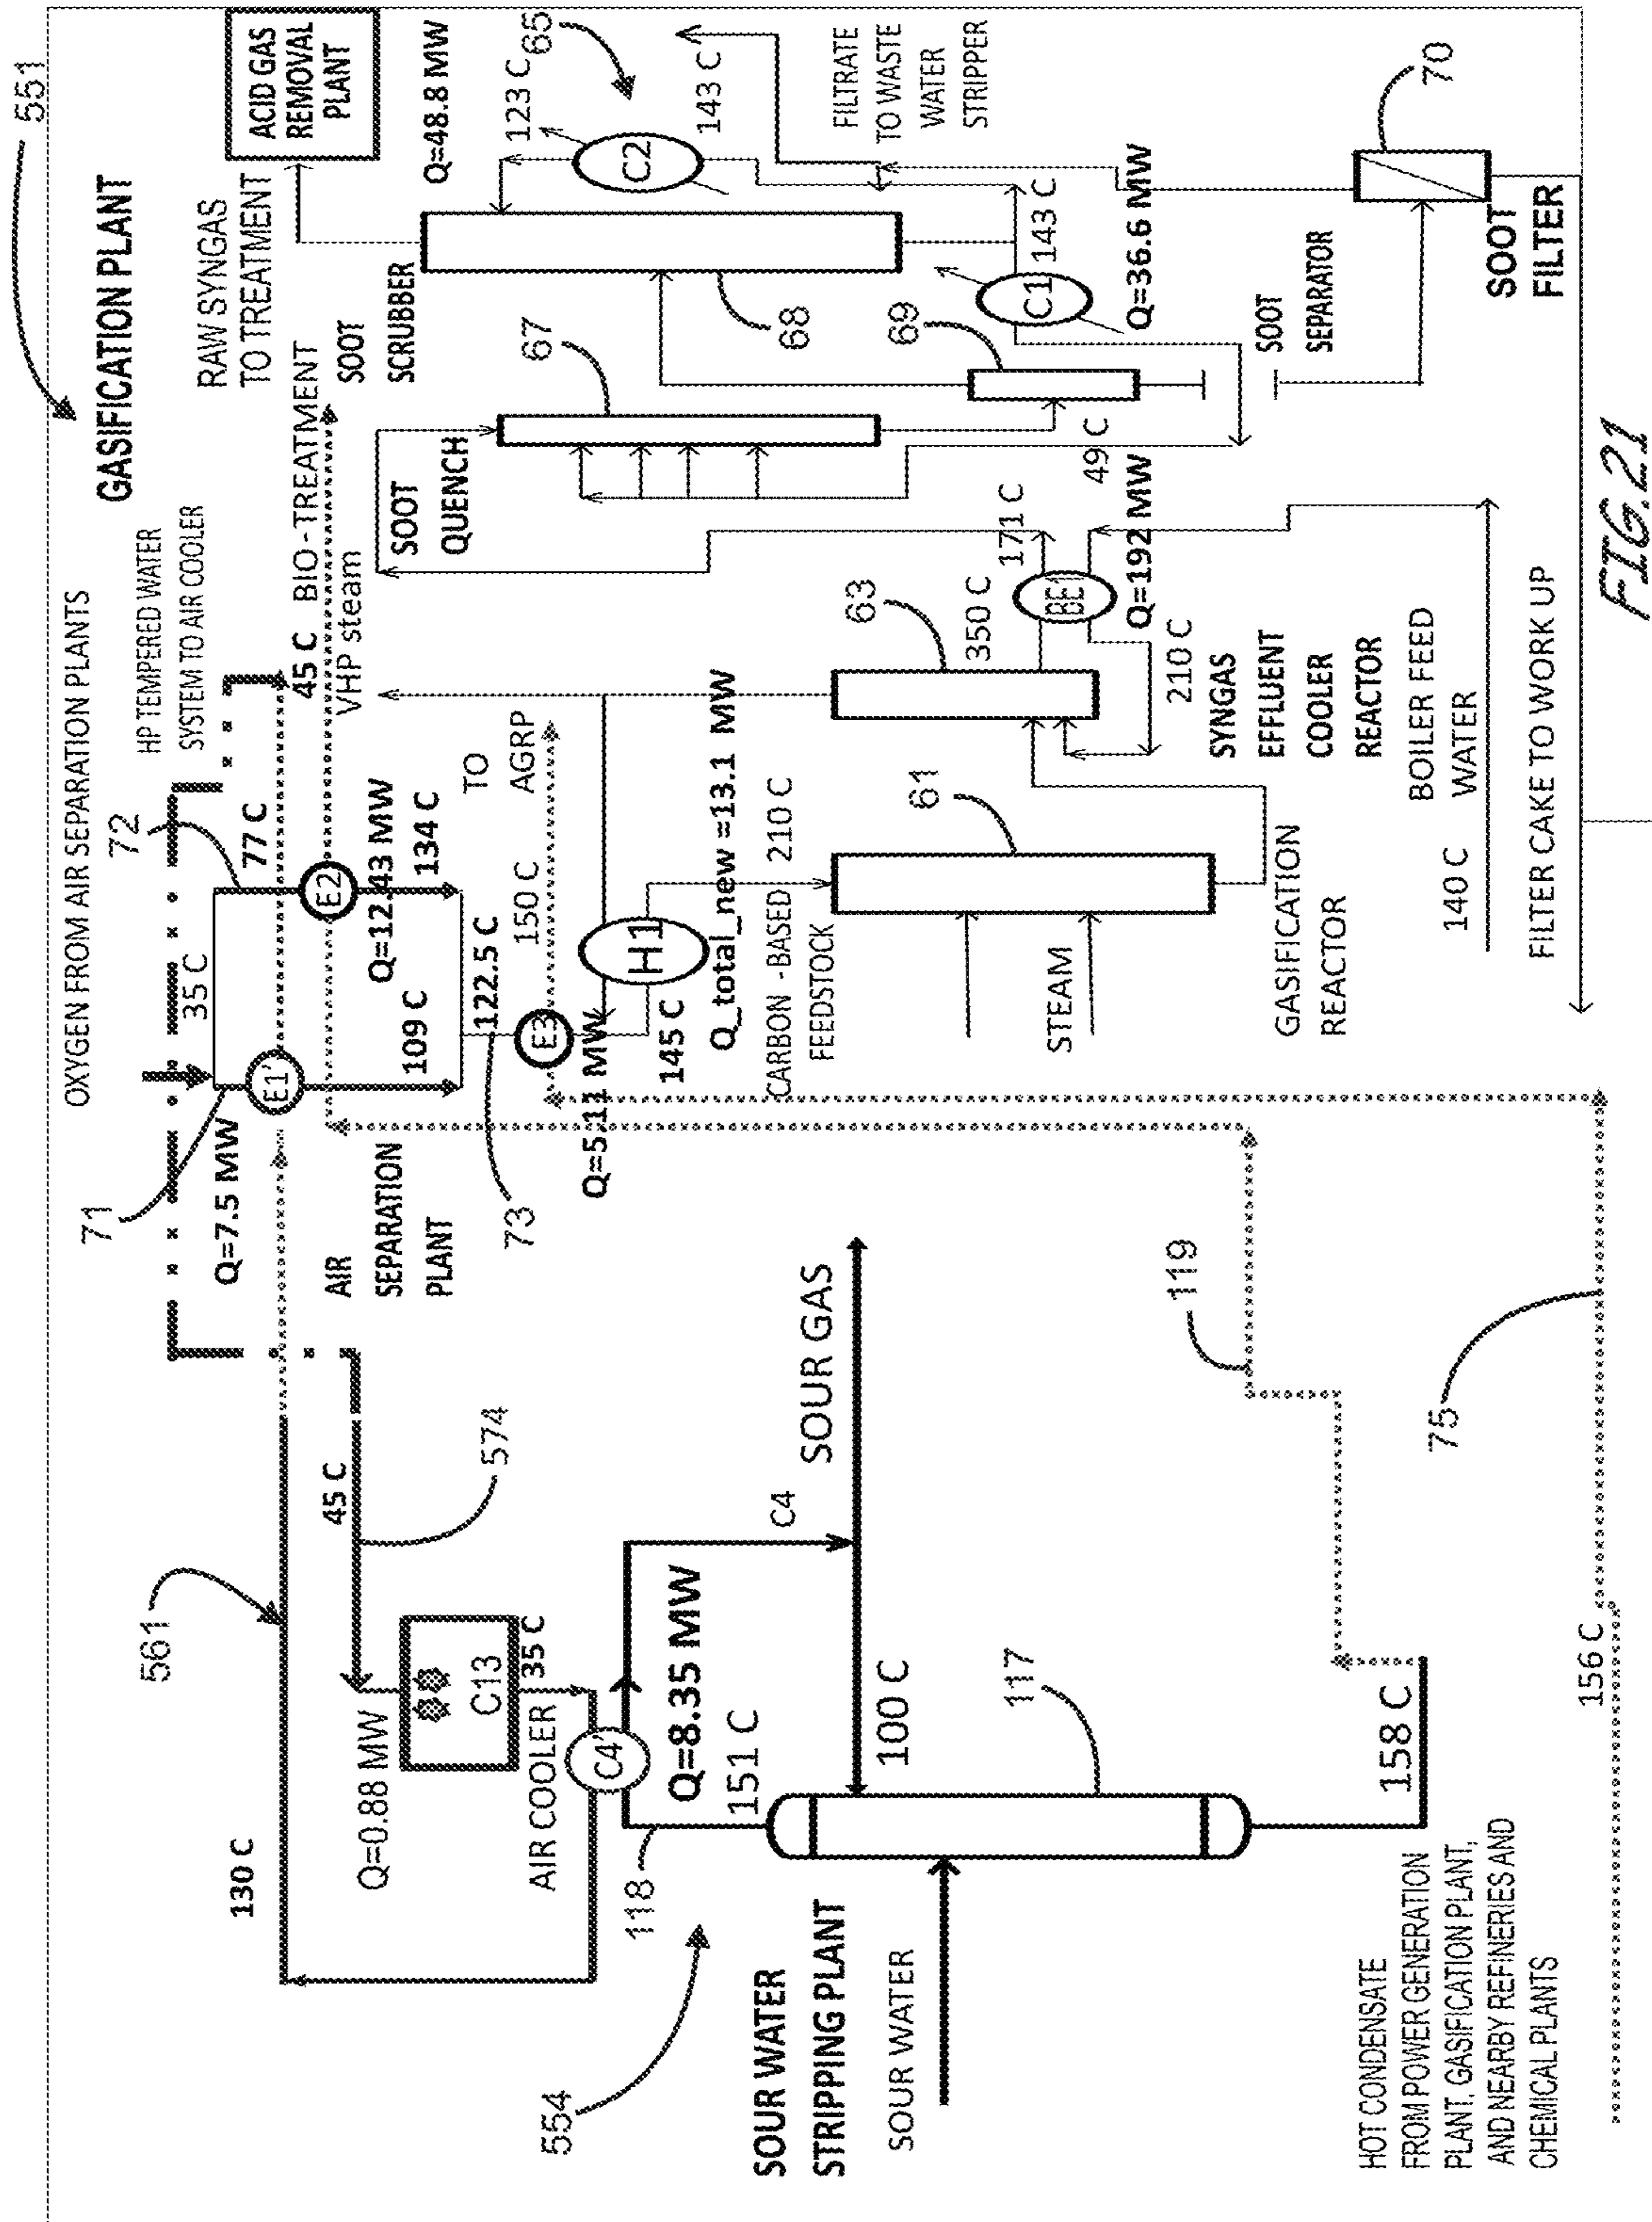 551
GASIFICATION PLANT
OXYGEN FROM AIR SEPARATION PLANTS
HP TEMPERED WATER
SYSTEM TO AIR COOLER
RAW SYNGAS
TO TREATMENT
ACID GAS
REMOVAL
PLANT
Q=48.8 MW
123 C
65
C2
143 C
FILTRATE
TO WASTE
WATER
STRIPPER
70
SOOT
FILTER
SOOT
SCRUBBER
68
C1
143 C
Q=36.6 MW
SOOT
SEPARATOR
69
67
SOOT
QUENCH
49 C
45 C BIO-TREATMENT
VHP steam
171 C
350 C
BE1
Q=192 MW
63
210 C
SYNGAS
EFFLUENT
COOLER
REACTOR
BOILER FEED
WATER
140 C
FILTER CAKE TO WORK UP
72
35 C
77 C
E2
Q=12.43 MW
134 C
E1'
71
Q=7.5 MW
109 C
122.5 C
TO
AGRP
150 C
E3
H1
Q=5.11 MW
145 C
Q_total_new =13.1 MW
210 C
CARBON -BASED
FEEDSTOCK
61
STEAM
GASIFICATION
REACTOR
AIR
SEPARATION
PLANT
73
561
45 C
574
130 C
Q=0.88 MW
C13
AIR COOLER
35 C
C4'
C4
118
Q=8.35 MW
151 C
SOUR GAS
100 C
117
119
75
554
SOUR WATER
STRIPPING PLANT
SOUR WATER
158 C
156 C
HOT CONDENSATE
FROM POWER GENERATION
PLANT, GASIFICATION PLANT,
AND NEARBY REFINERIES AND
CHEMICAL PLANTS
FIG.21